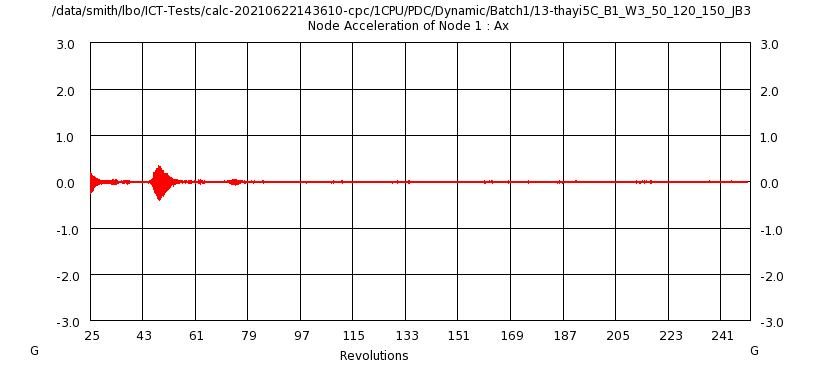 /data/smith/lbo/ICT-Tests/calc-20210622143610-cpc/1CPU/PDC/Dynamic/Batch1/13-thayi5C_B1_W3_50_120_150_JB3
Node Acceleration of Node 1 : Ax
3.0 3.0
2.0 2.0
1.0 1.0
0.0 0.0
-1.0 -1.0
-2.0 -2.0
-3.0 -3.0
25 43 61 79 97 115 133 151 169 187 205 223 241
G G
Revolutions